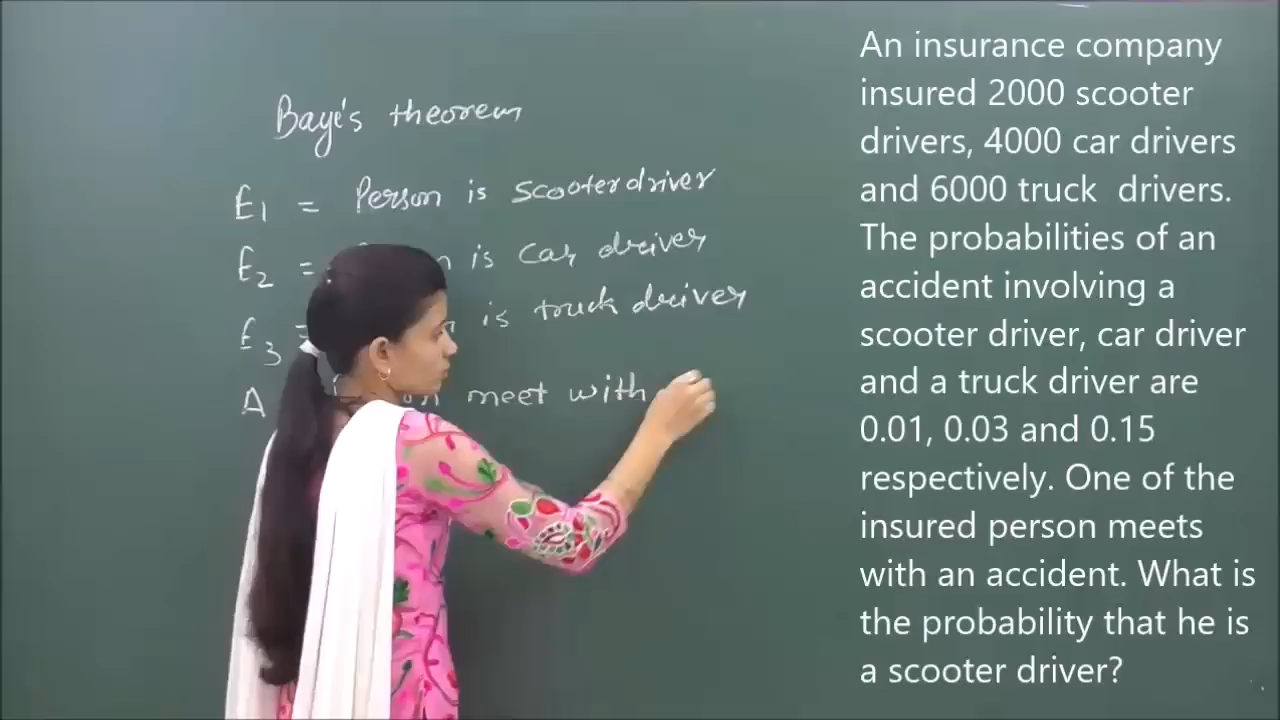 Baye's theorem
E1 = Person is scooter driver
E2 = is Car driver
E3 = is truck driver
A meet with
An insurance company
insured 2000 scooter
drivers, 4000 car drivers
and 6000 truck drivers.
The probabilities of an
accident involving a
scooter driver, car driver
and a truck driver are
0.01, 0.03 and 0.15
respectively. One of the
insured person meets
with an accident. What is
the probability that he is
a scooter driver?